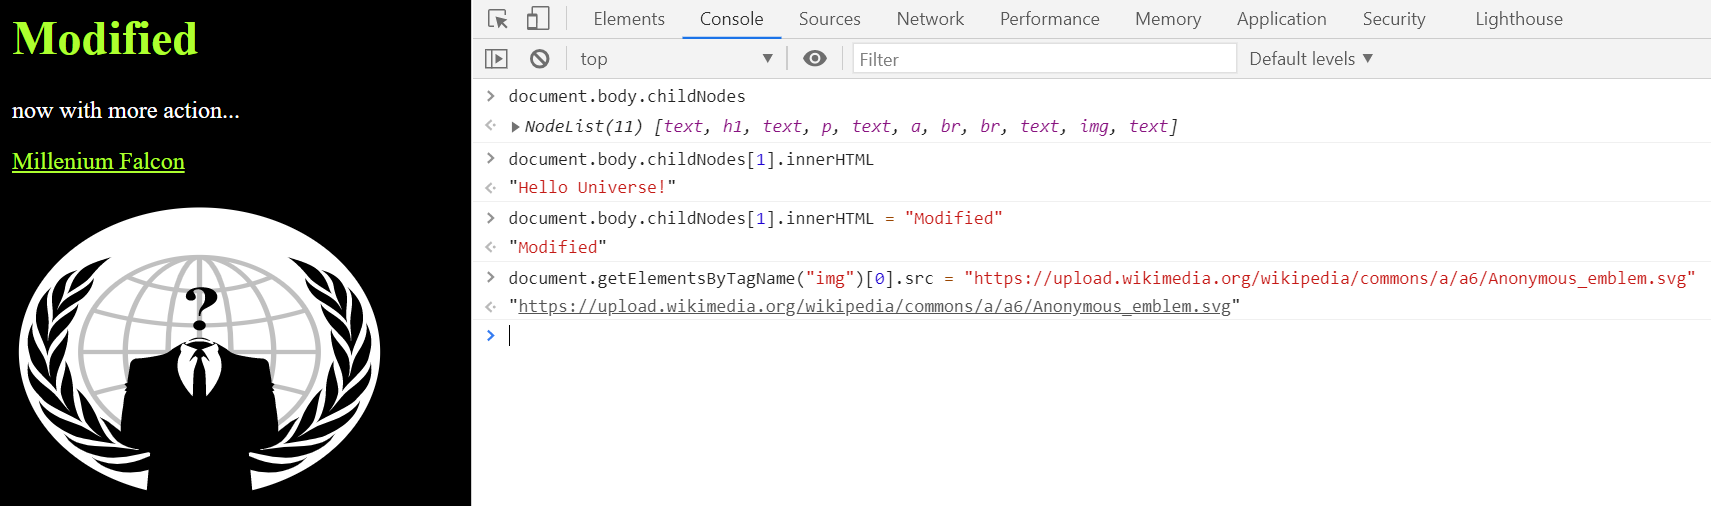 Modified
now with more action...
Millenium Falcon
?
Elements Console Sources Network Performance Memory Application Security Lighthouse
top Filter Default levels
document.body.childNodes
NodeList(11) [text, h1, text, p, text, a, br, br, text, img, text]
document.body.childNodes[1].innerHTML
"Hello Universe!"
document.body.childNodes[1].innerHTML = "Modified"
"Modified"
document.getElementsByTagName("img")[0].src = "https://upload.wikimedia.org/wikipedia/commons/a/a6/Anonymous_emblem.svg"
"https://upload.wikimedia.org/wikipedia/commons/a/a6/Anonymous_emblem.svg"